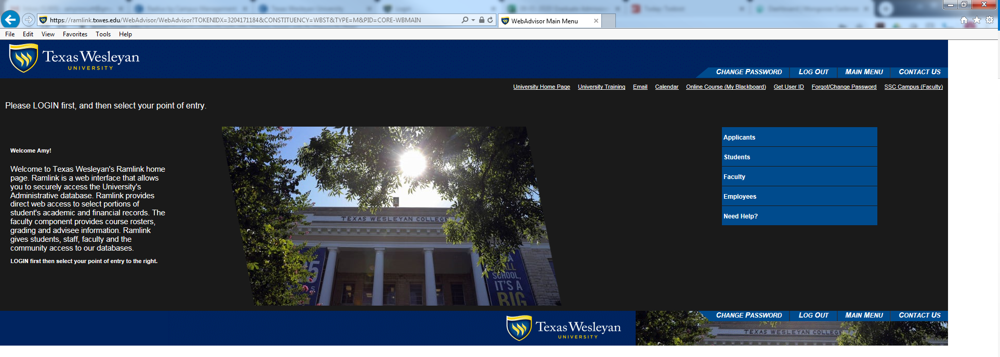 https://ramlink.txwes.edu/WebAdvisor/WebAdvisor?TOKENIDX=3204171184&CONSTITUENCY=WBST&TYPE=M&PID=CORE-WBMAIN
WebAdvisor Main Menu
File Edit View Favorites Tools Help
Texas Wesleyan
UNIVERSITY
CHANGE PASSWORD LOG OUT MAIN MENU CONTACT US
University Home Page University Training Email Calendar Online Course (My Blackboard) Get User ID Forgot/Change Password SSC Campus (Faculty)
Please LOGIN first, and then select your point of entry.
Welcome Amy!
Welcome to Texas Wesleyan's Ramlink home
page. Ramlink is a web interface that allows
you to securely access the University's
Administrative database. Ramlink provides
direct web access to select portions of
student's academic and financial records. The
faculty component provides course rosters,
grading and advisee information. Ramlink
gives students, staff, faculty and the
community access to our databases.
LOGIN first then select your point of entry to the right.
TEXAS WESLEYAN COLLEGE
SCHOOL,
IT'S A
BIG
Applicants
Students
Faculty
Employees
Need Help?
Texas Wesleyan
UNIVERSITY
CHANGE PASSWORD LOG OUT MAIN MENU CONTACT US
TEXAS WESLEYAN COLLEGE